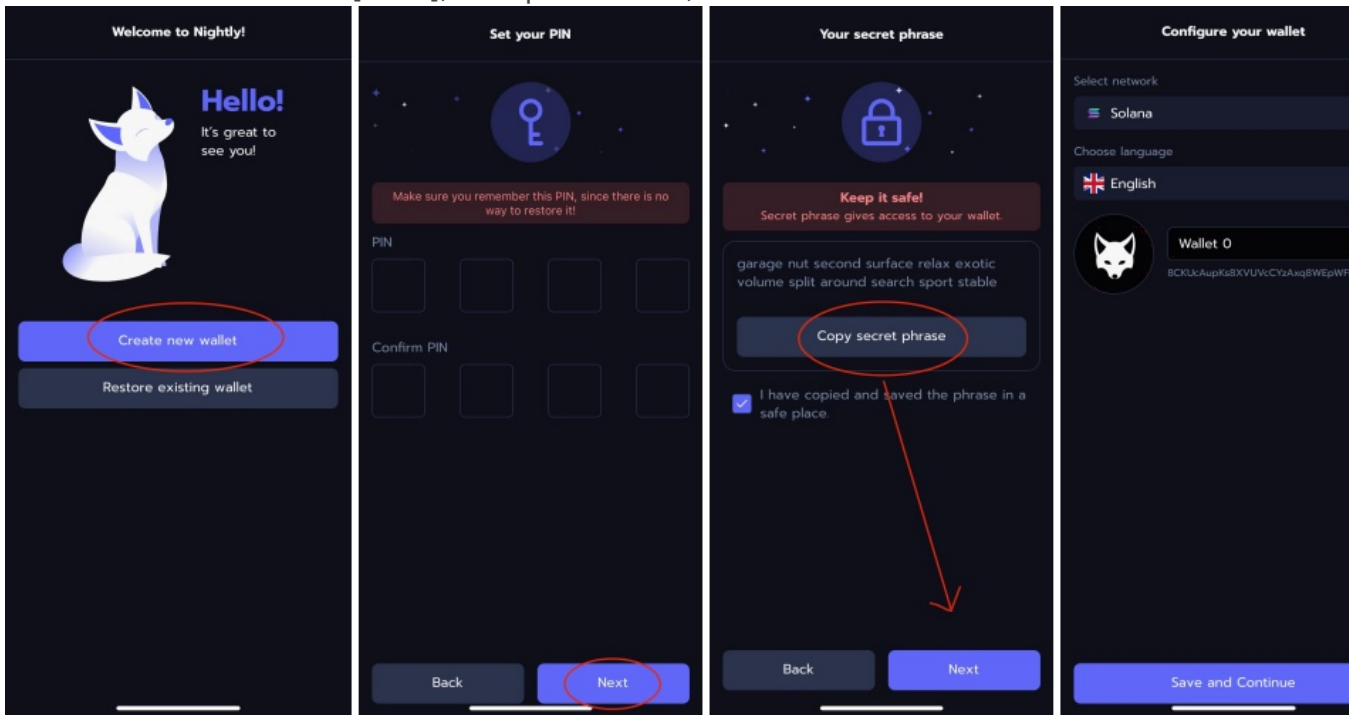 Welcome to Nightly!
Hello!
It's great to
see you!
Create new wallet
Restore existing wallet
Set your PIN
Make sure you remember this PIN, since there is no
way to restore it!
PIN
Confirm PIN
Back
Next
Your secret phrase
Keep it safe!
Secret phrase gives access to your wallet.
garage nut second surface relax exotic
volume split around search sport stable
Copy secret phrase
I have copied and saved the phrase in a
safe place.
Back
Next
Configure your wallet
Select network
Solana
Choose language
English
Wallet 0
Save and Continue